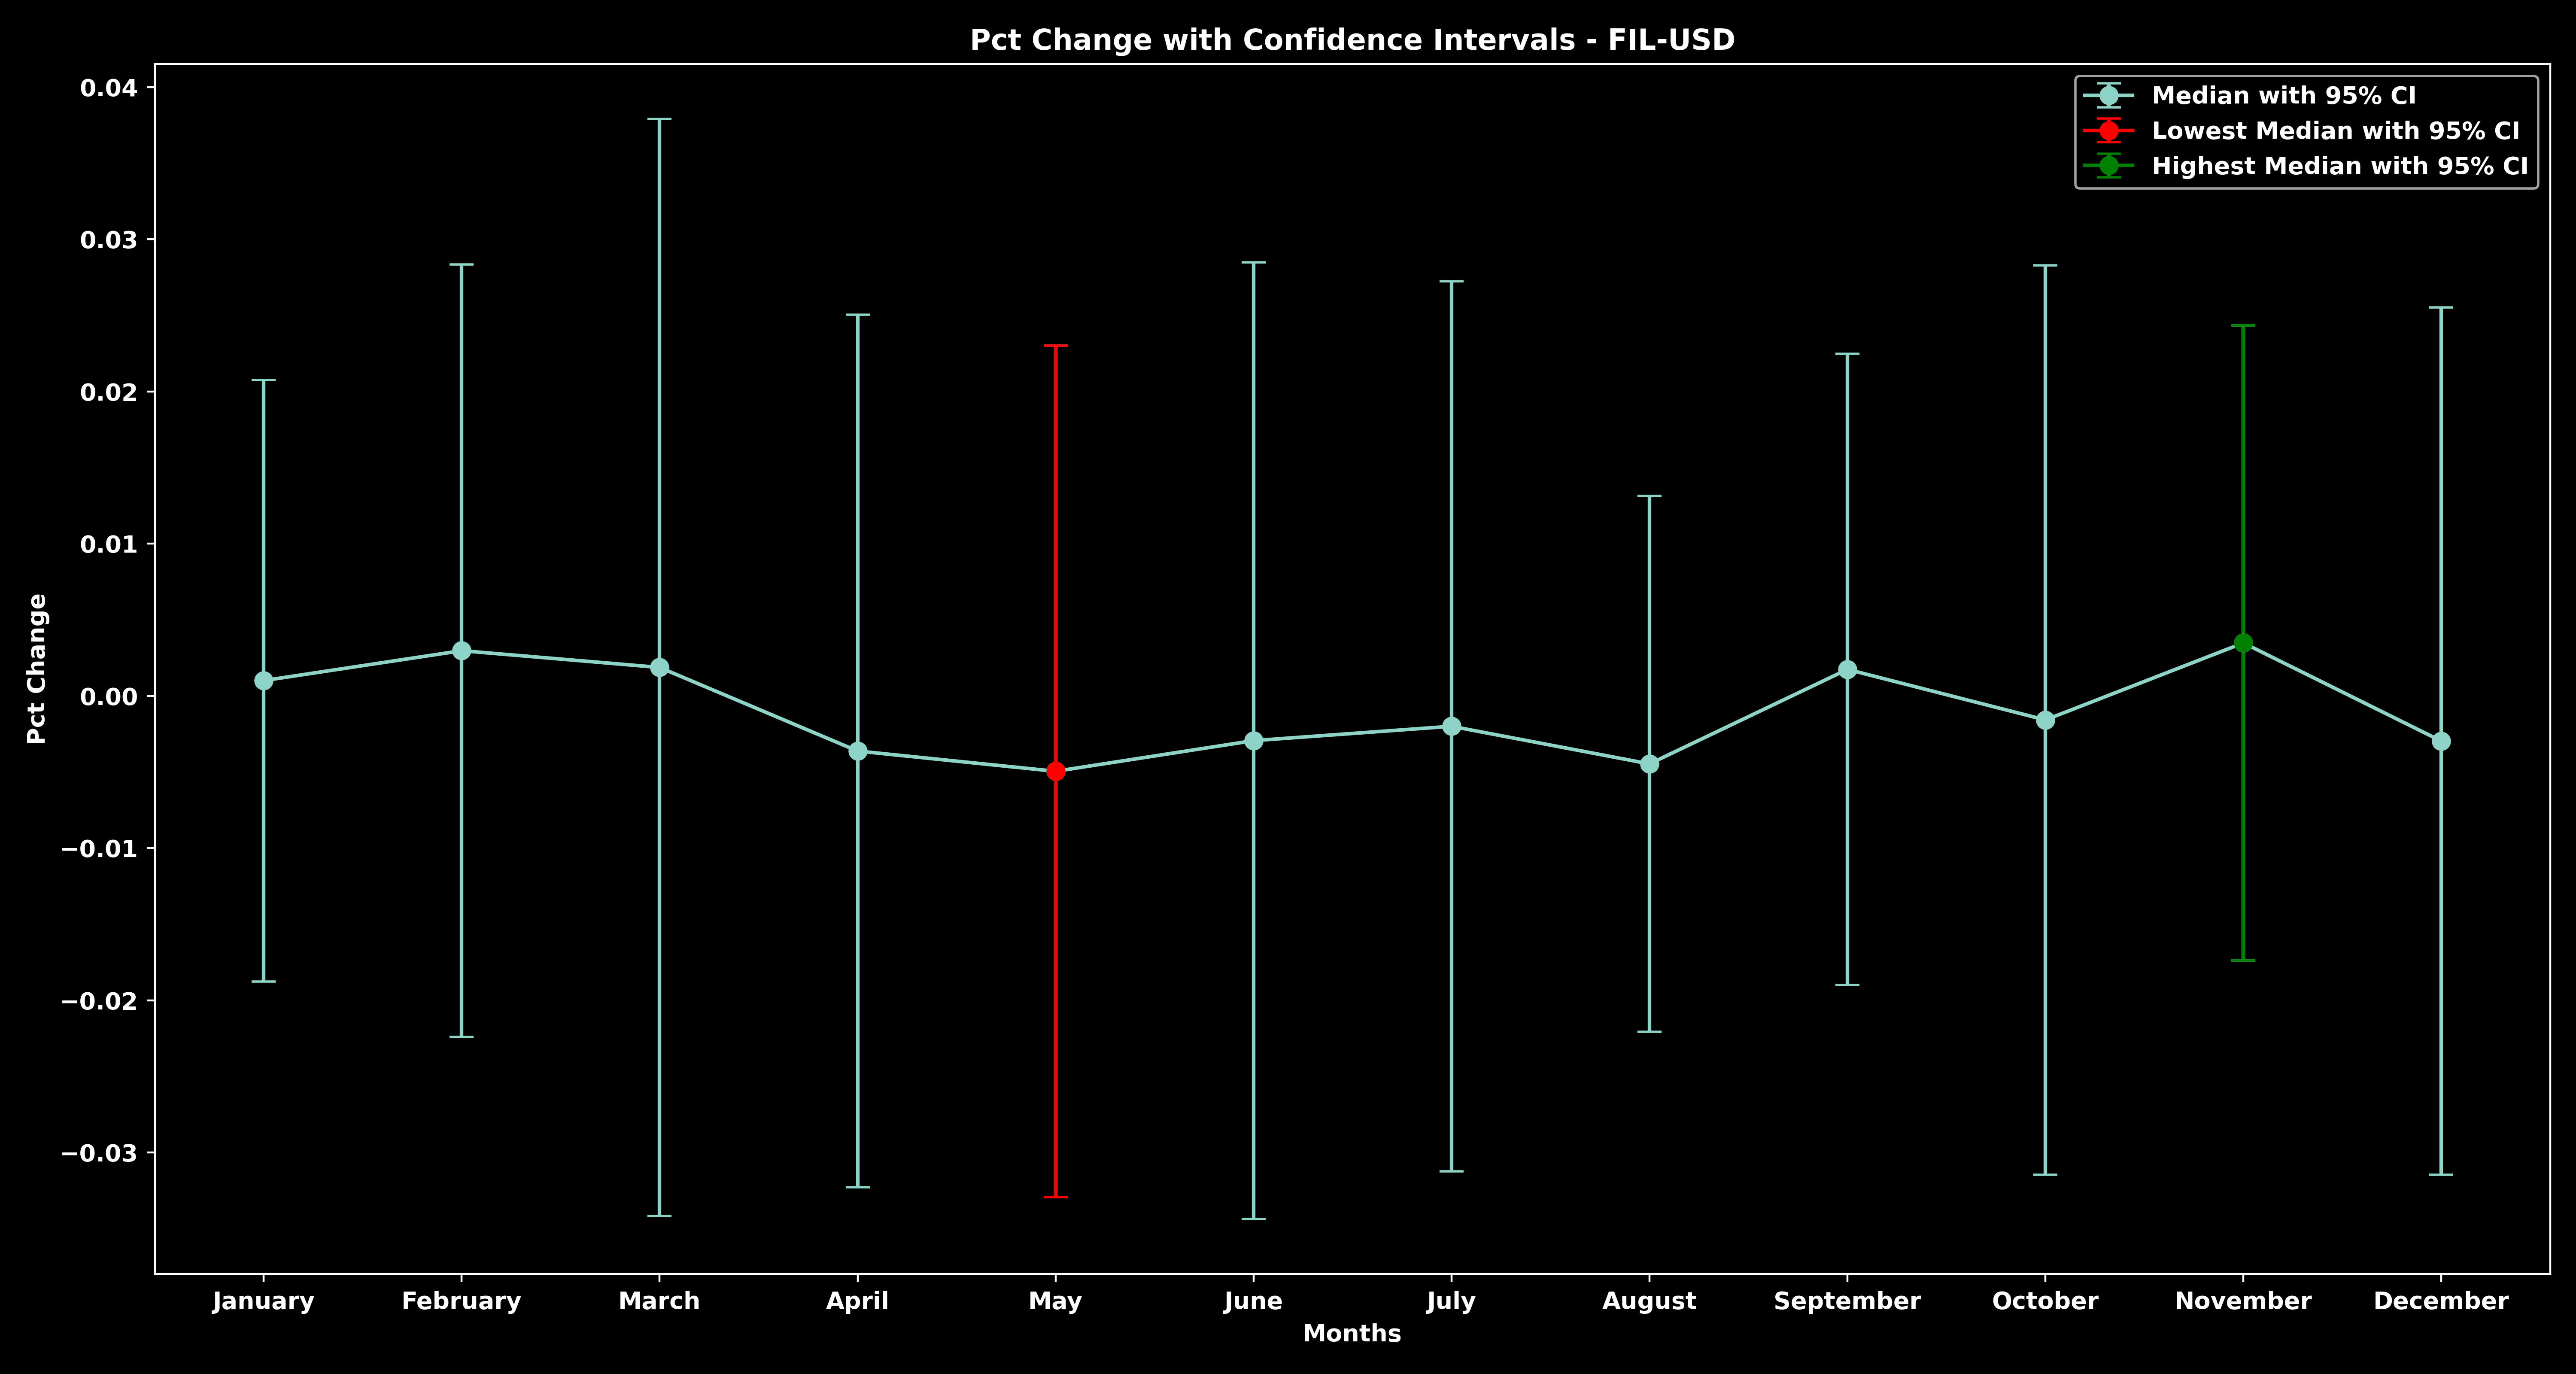 Pct Change with Confidence Intervals - FIL-USD
Median with 95% CI
Lowest Median with 95% CI
Highest Median with 95% CI
Pct Change
0.04
0.03
0.02
0.01
0.00
−0.01
−0.02
−0.03
January February March April May June July August September October November December
Months